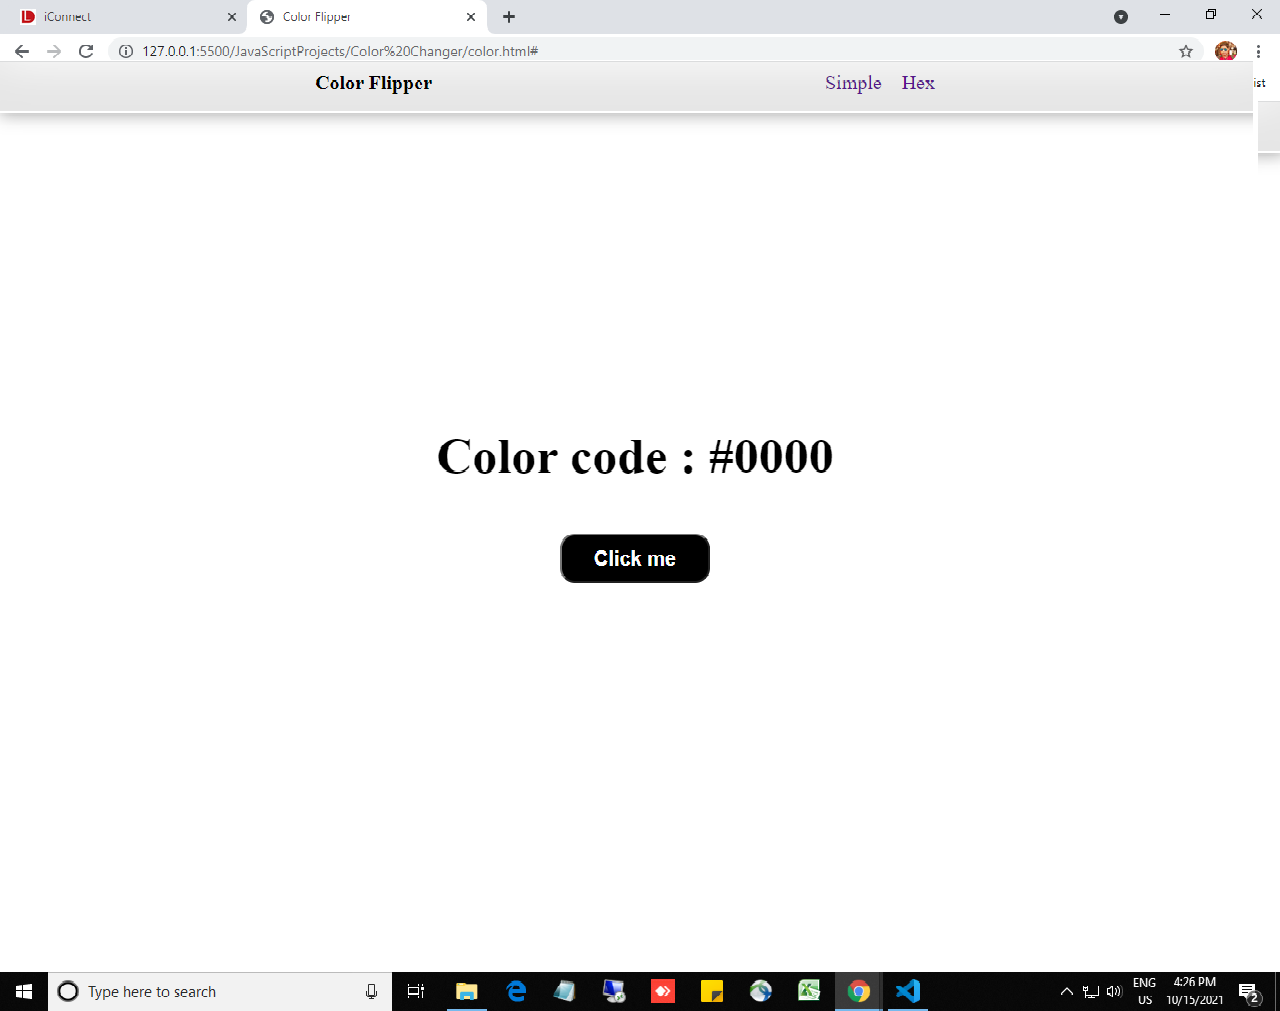 iConnect
Color Flipper
127.0.0.1:5500/JavaScriptProjects/Color%20Changer/color.html#
ist
Color Flipper
Simple
Hex
Color code : #0000
Click me
Type here to search
ENG
US
4:26 PM
10/15/2021
2